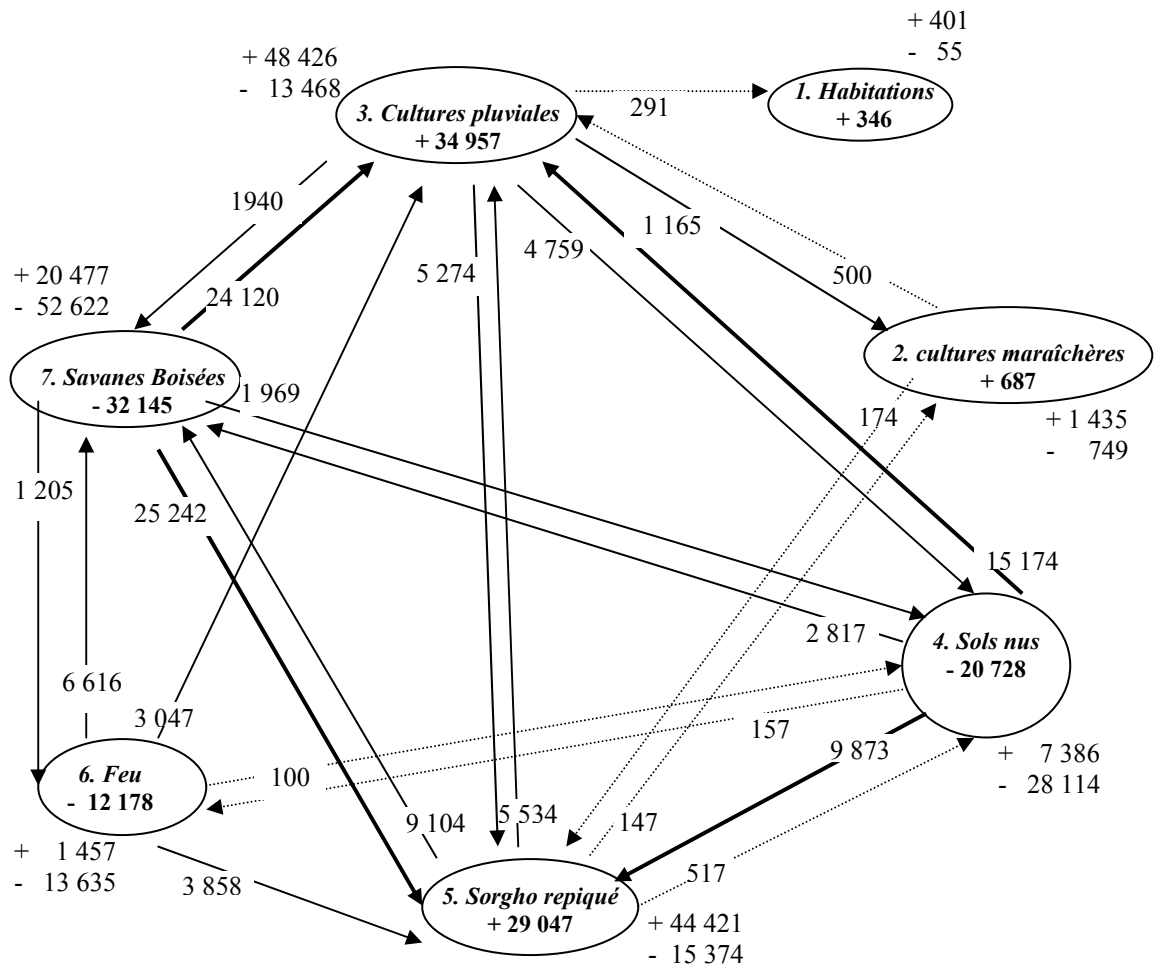 + 401
- 55
+ 48 426
- 13 468
1. Habitations
+ 346
3. Cultures pluviales
+ 34 957
291
1940
1 165
4 759
5 274
500
+ 20 477
- 52 622
24 120
7. Savanes Boisées
- 32 145
2. cultures maraîchères
+ 687
1 969
174
+ 1 435
- 749
1 205
25 242
15 174
2 817
4. Sols nus
- 20 728
6 616
3 047
157
9 873
+ 7 386
- 28 114
6. Feu
- 12 178
100
9 104
5 534
147
+ 1 457
- 13 635
3 858
517
5. Sorgho repiqué
+ 29 047
+ 44 421
- 15 374